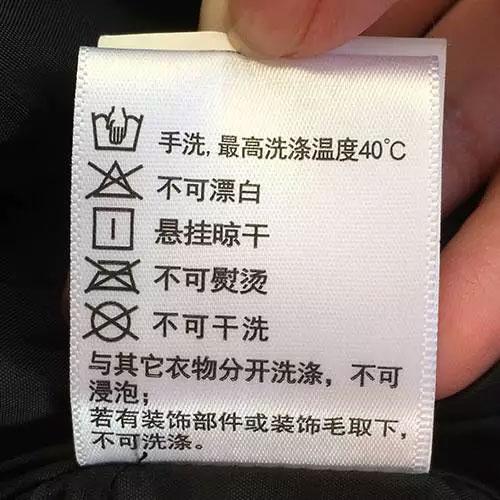 手洗，最高洗涤温度40℃
不可漂白
悬挂晾干
不可熨烫
不可干洗
与其它衣物分开洗涤，不可
浸泡；
若有装饰部件或装饰毛取下，
不可洗涤。